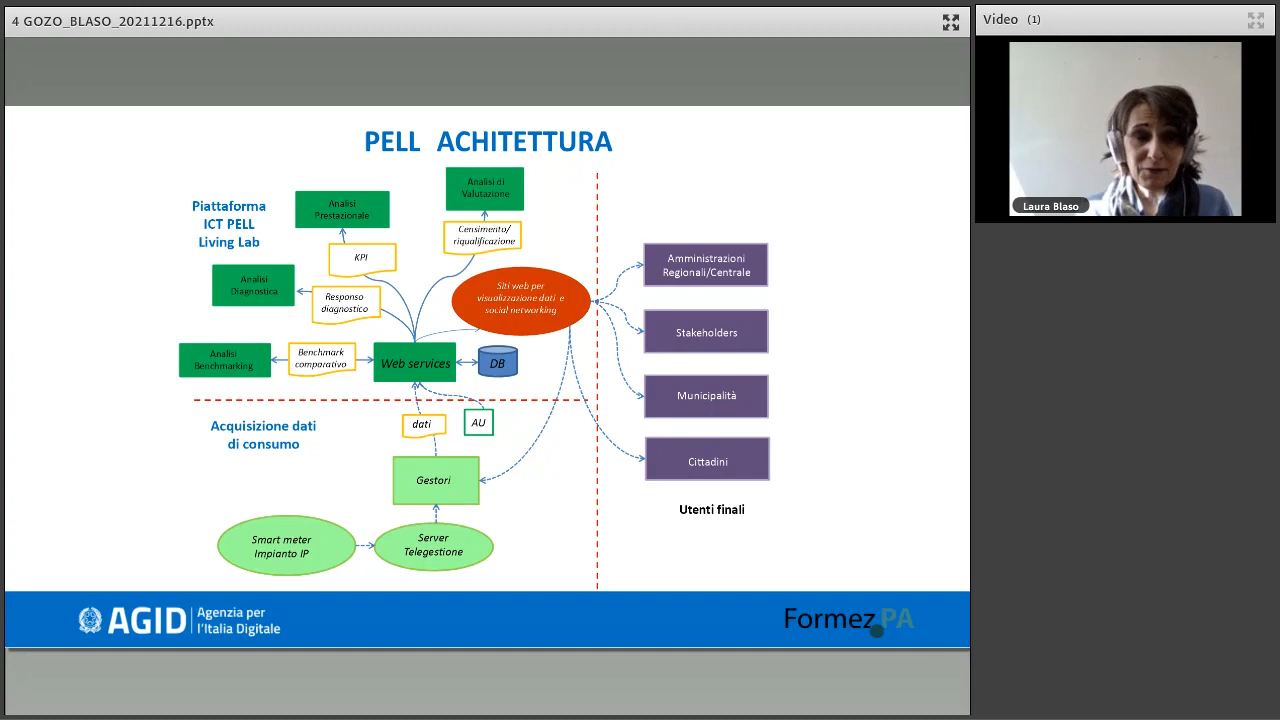 4 GOZO_BLASO_20211216.pptx
Video (1)
Laura Blaso
PELL ACHITETTURA
Piattaforma
ICT PELL
Living Lab
Analisi
Prestazionale
Analisi di
Valutazione
KPI
Censimento/
riqualificazione
Analisi
Diagnostica
Responso
diagnostico
Siti web per
visualizzazione dati e
social networking
Analisi
Benchmarking
Benchmark
comparativo
Web services
DB
Amministrazioni
Regionali/Centrale
Stakeholders
Municipalità
Cittadini
Utenti finali
Acquisizione dati
di consumo
dati
AU
Gestori
Smart meter
Impianto IP
Server
Telegestione
AGID
Agenzia per
l'Italia Digitale
Formez PA